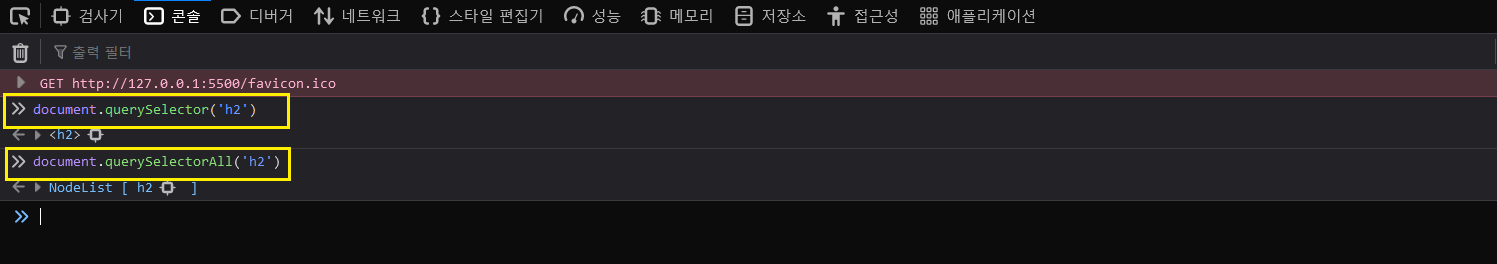 검사기 콘솔 디버거 네트워크 {} 스타일 편집기 성능 메모리 저장소 접근성 애플리케이션
출력 필터
GET http://127.0.0.1:5500/favicon.ico
document.querySelector('h2')
<h2>
document.querySelectorAll('h2')
NodeList [ h2 ]